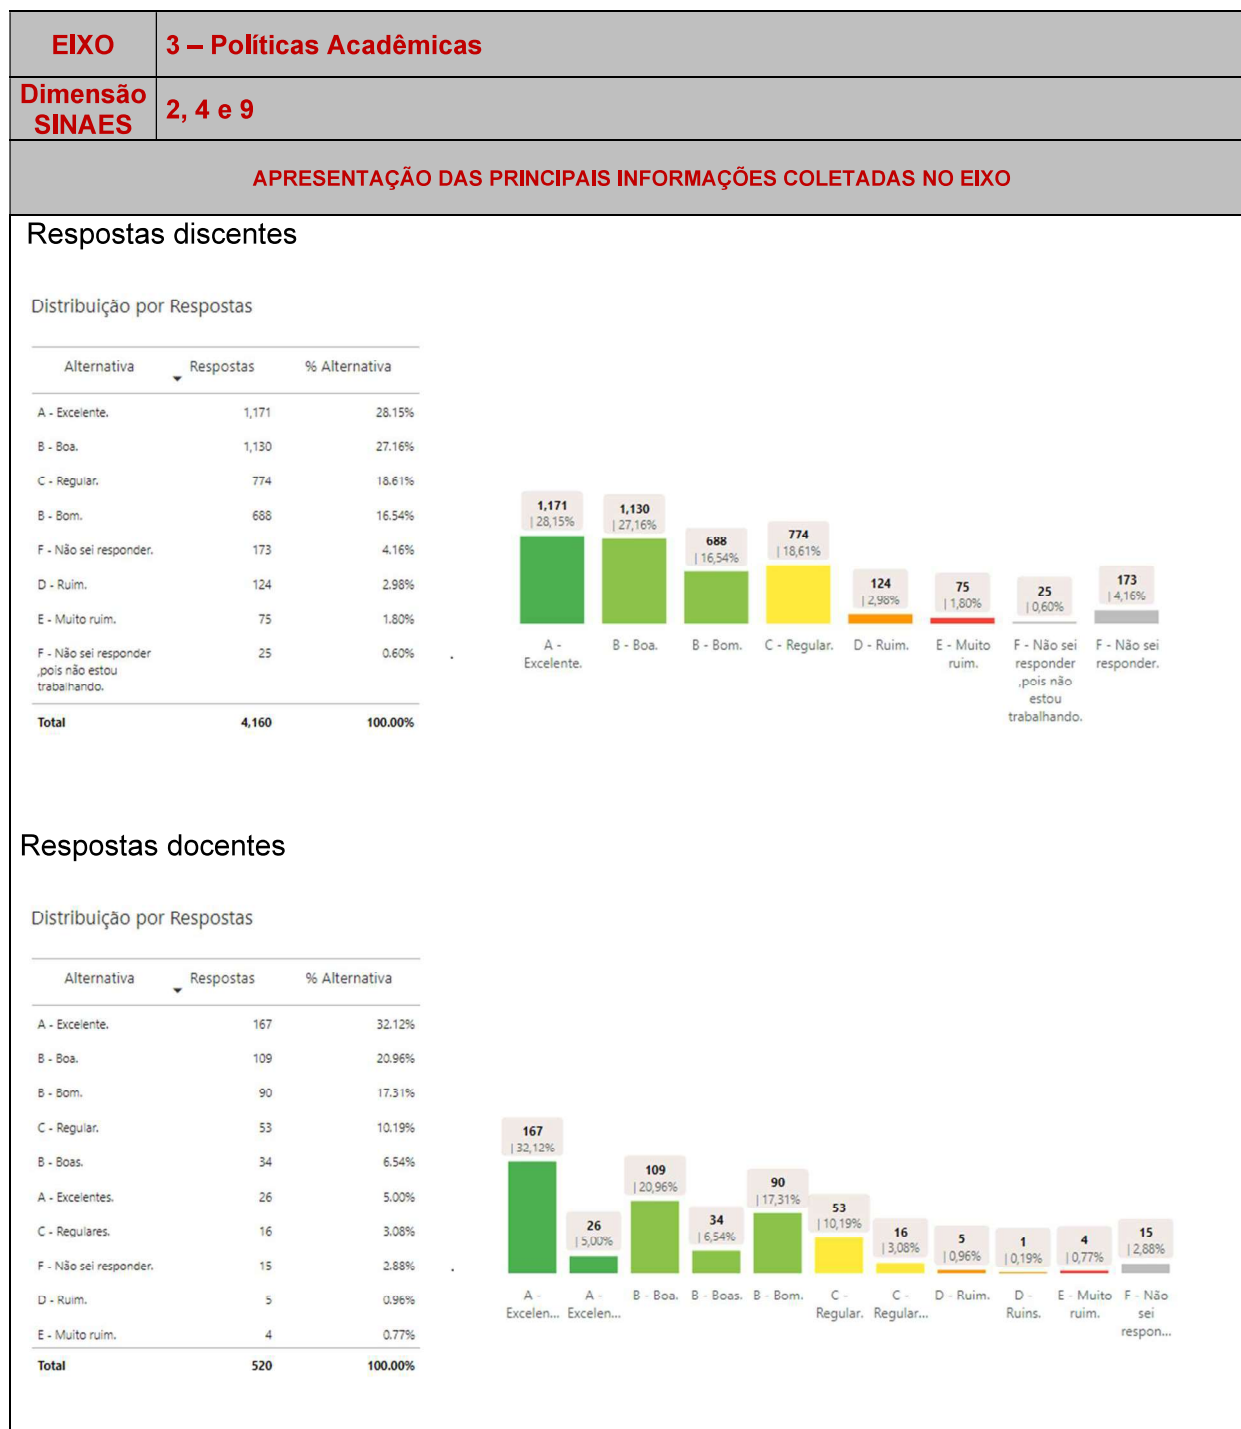 EIXO 3 – Políticas Acadêmicas
Dimensão SINAES 2, 4 e 9
APRESENTAÇÃO DAS PRINCIPAIS INFORMAÇÕES COLETADAS NO EIXO
Respostas discentes
Distribuição por Respostas
Alternativa Respostas % Alternativa
A - Excelente. 1,171 28.15%
B - Boa. 1,130 27.16%
C - Regular. 774 18.61%
B - Bom. 688 16.54%
F - Não sei responder. 173 4.16%
D - Ruim. 124 2.98%
E - Muito ruim. 75 1.80%
F - Não sei responder 25 0.60%
,pois não estou
trabalhando.
Total 4,160 100.00%
1,171 | 28,15%
1,130 | 27,16%
688 | 16,54%
774 | 18,61%
124 | 2,98%
75 | 1,80%
25 | 0,60%
173 | 4,16%
A - Excelente.
B - Boa.
B - Bom.
C - Regular.
D - Ruim.
E - Muito ruim.
F - Não sei responder ,pois não estou trabalhando.
F - Não sei responder.
.
Respostas docentes
Distribuição por Respostas
Alternativa Respostas % Alternativa
A - Excelente. 167 32.12%
B - Boa. 109 20.96%
B - Bom. 90 17.31%
C - Regular. 53 10.19%
B - Boas. 34 6.54%
A - Excelentes. 26 5.00%
C - Regulares. 16 3.08%
F - Não sei responder. 15 2.88%
D - Ruim. 5 0.96%
E - Muito ruim. 4 0.77%
Total 520 100.00%
167 | 32,12%
26 | 5,00%
109 | 20,96%
34 | 6,54%
90 | 17,31%
53 | 10,19%
16 | 3,08%
5 | 0,96%
1 | 0,19%
4 | 0,77%
15 | 2,88%
A - Excelen...
A - Excelen...
B - Boa.
B - Boas.
B - Bom.
C - Regular.
C - Regular...
D - Ruim.
D - Ruins.
E - Muito ruim.
F - Não sei respon...
.